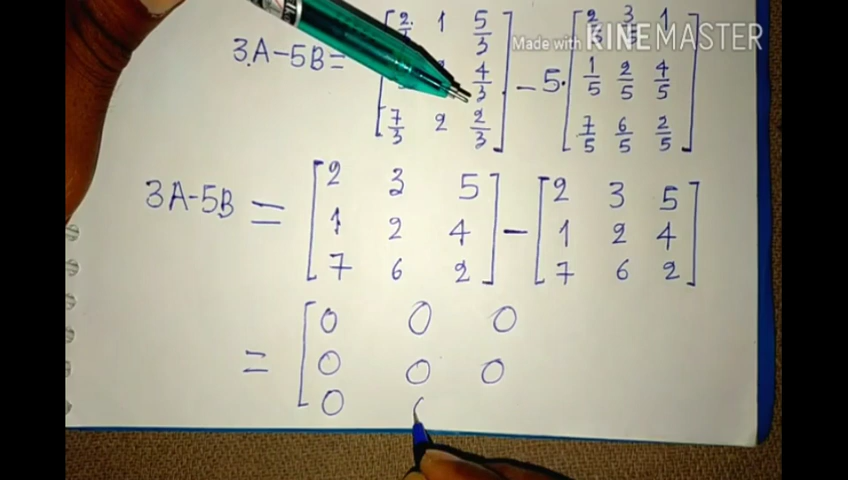 2 1 5/3
3.A-5B= 4/3 - 5. 2/5 3/5 1
7/3 2 2/3 1/5 2/5 4/5
7/5 6/5 2/5
Made with KINEMASTER
3A-5B = [2 3 5] - [2 3 5]
1 2 4 1 2 4
7 6 2 7 6 2
= [0 0 0
0 0 0
0